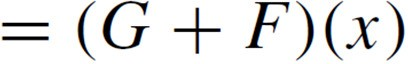 = (G + F)(x)